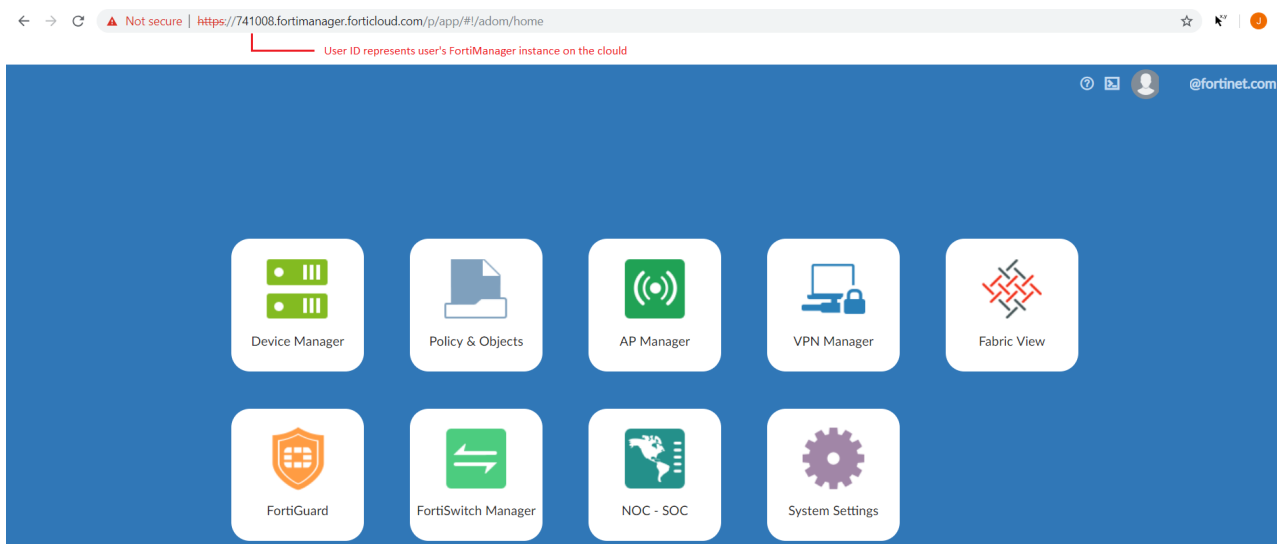 Not secure | https://741008.fortimanager.forticloud.com/p/app/#!/adom/home
J
User ID represents user's FortiManager instance on the clould
@fortinet.com
Device Manager
Policy & Objects
AP Manager
VPN Manager
Fabric View
FortiGuard
FortiSwitch Manager
NOC - SOC
System Settings